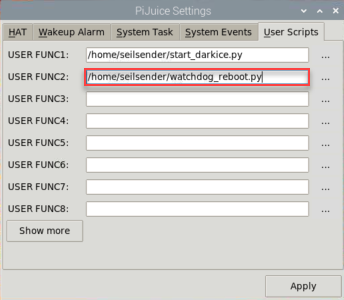 PiJuice Settings
HAT Wakeup Alarm System Task System Events User Scripts
USER FUNC1: /home/seilsender/start_darkice.py ...
USER FUNC2: /home/seilsender/watchdog_reboot.py ...
USER FUNC3: ...
USER FUNC4: ...
USER FUNC5: ...
USER FUNC6: ...
USER FUNC7: ...
USER FUNC8: ...
Show more
Apply